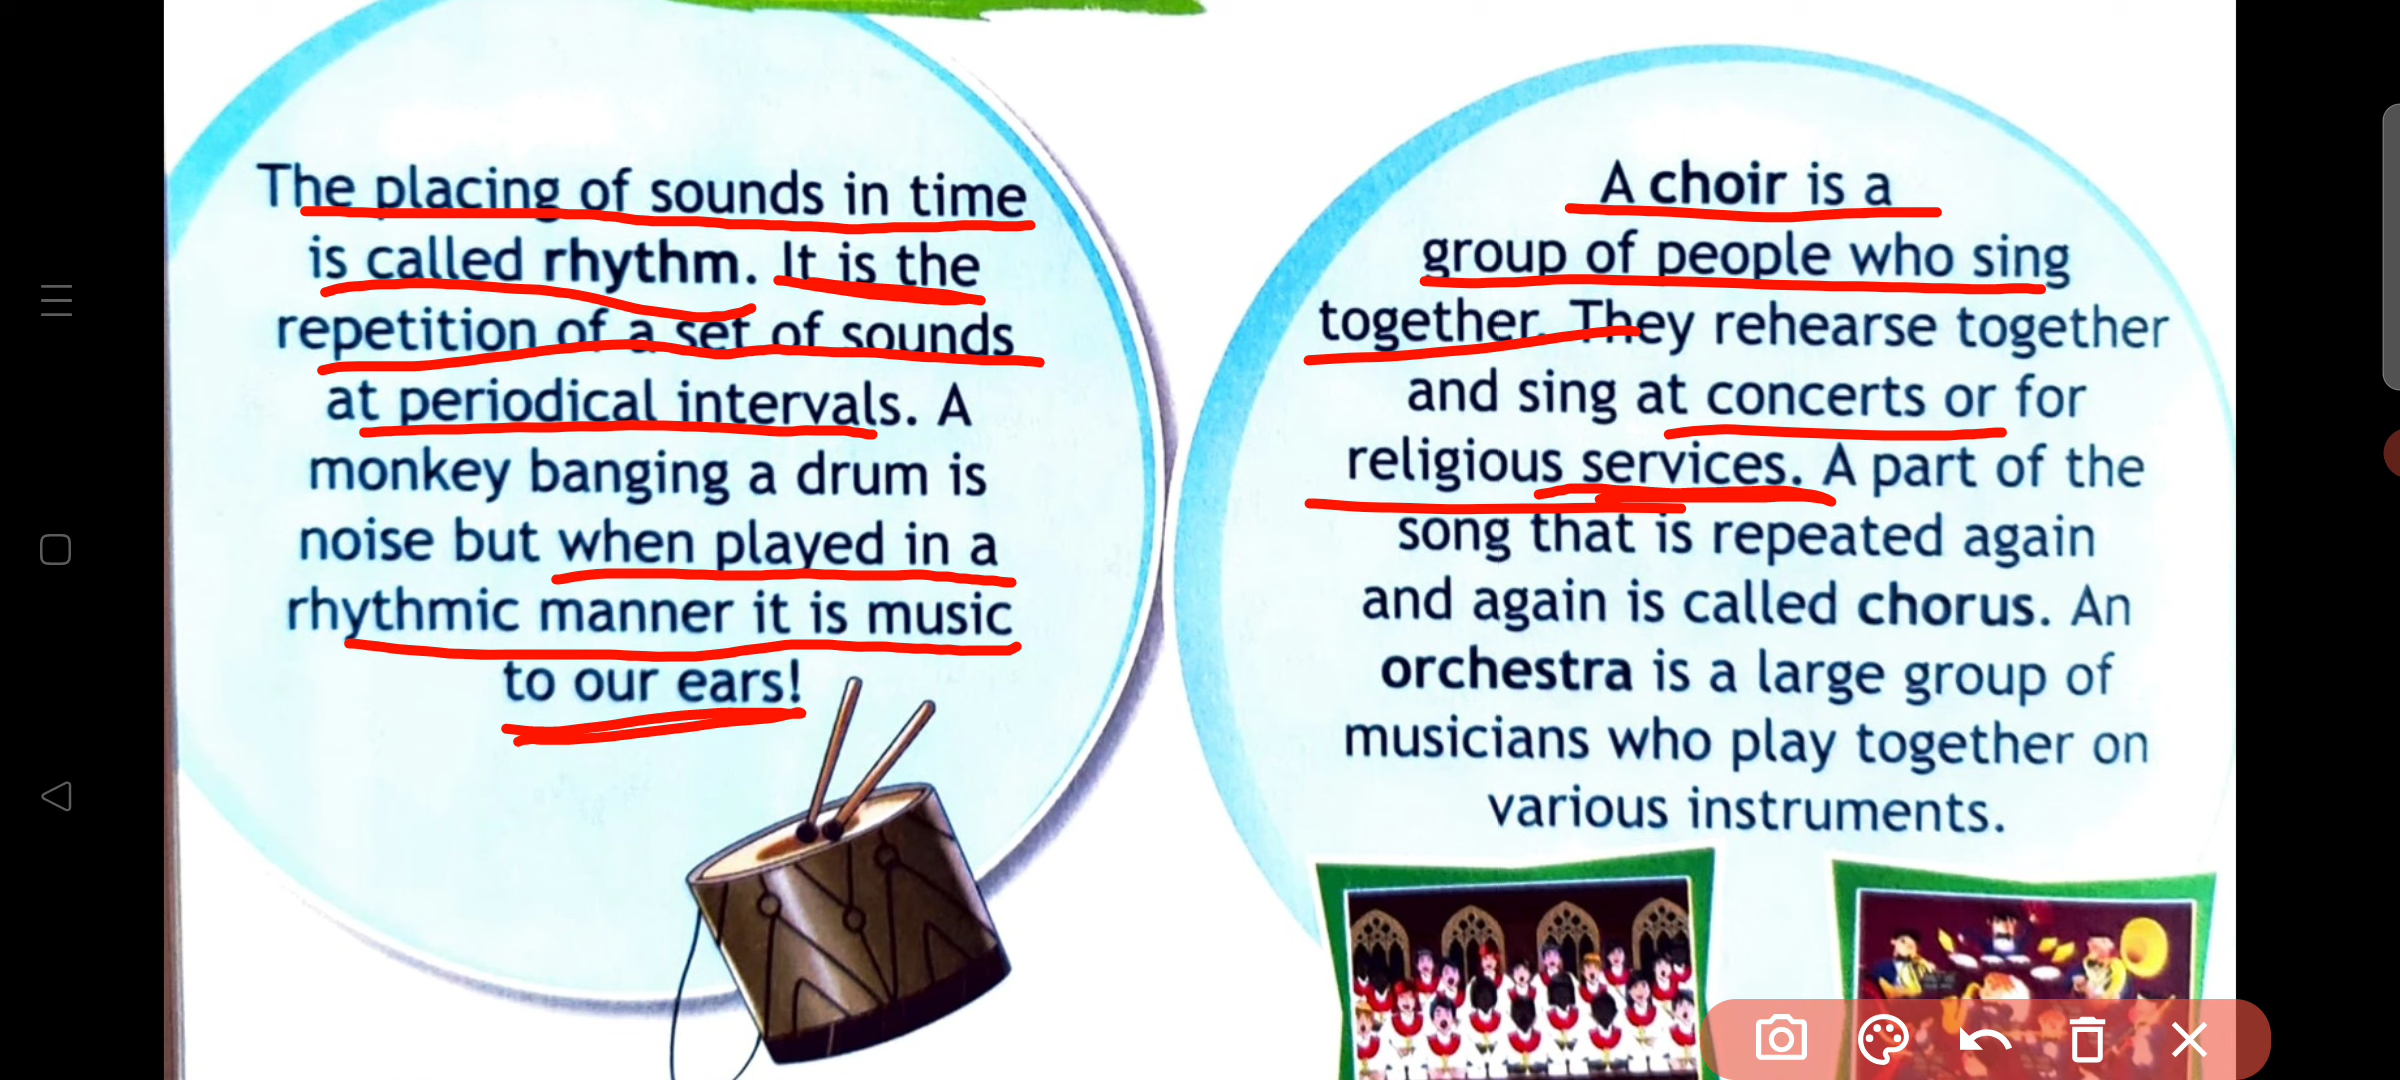 The placing of sounds in time
is called rhythm. It is the
repetition of a set of sounds
at periodical intervals. A
monkey banging a drum is
noise but when played in a
rhythmic manner it is music
to our ears!
A choir is a
group of people who sing
together. They rehearse together
and sing at concerts or for
religious services. A part of the
song that is repeated again
and again is called chorus. An
orchestra is a large group of
musicians who play together on
various instruments.